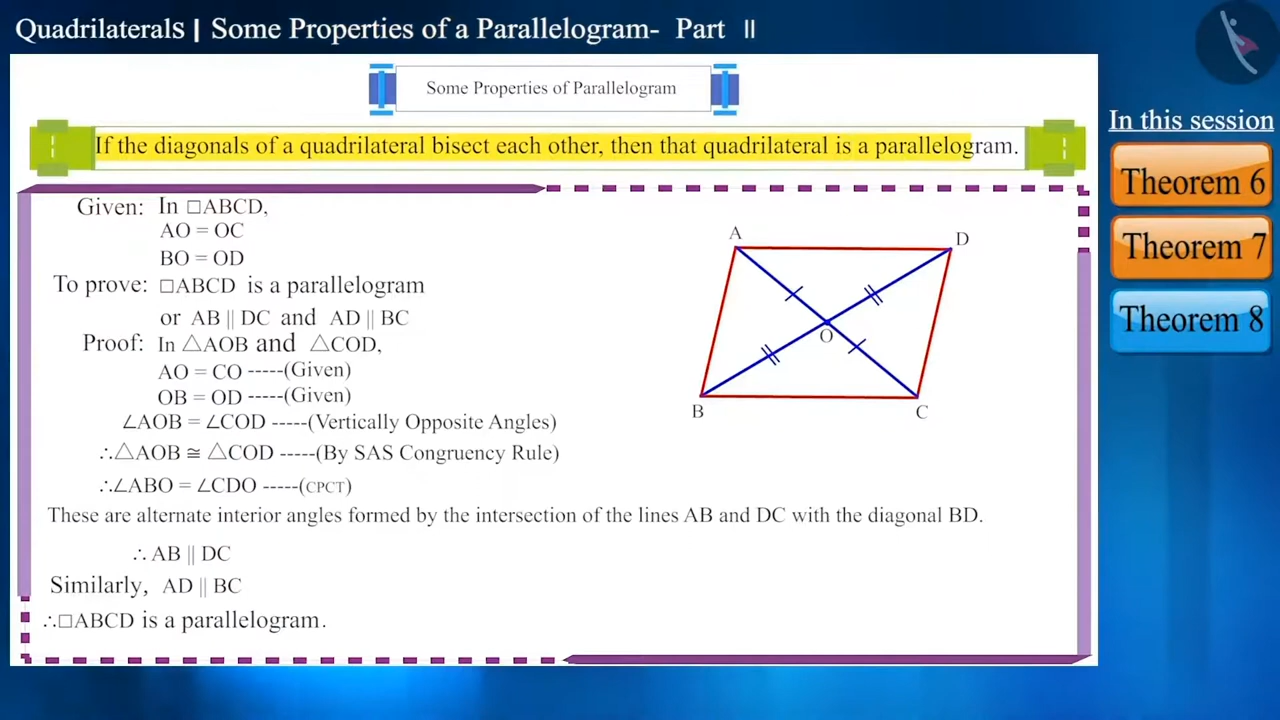 Quadrilaterals | Some Properties of a Parallelogram- Part II
Some Properties of Parallelogram
If the diagonals of a quadrilateral bisect each other, then that quadrilateral is a parallelogram.
In this session
Theorem 6
Theorem 7
Theorem 8
Given: In □ABCD,
AO = OC
BO = OD
To prove: □ABCD is a parallelogram
or AB || DC and AD || BC
Proof: In △AOB and △COD,
AO = CO -----(Given)
OB = OD -----(Given)
∠AOB = ∠COD -----(Vertically Opposite Angles)
∴△AOB ≅ △COD -----(By SAS Congruency Rule)
∴∠ABO = ∠CDO -----(CPCT)
These are alternate interior angles formed by the intersection of the lines AB and DC with the diagonal BD.
∴ AB || DC
Similarly, AD || BC
∴□ABCD is a parallelogram.
A
D
O
B
C